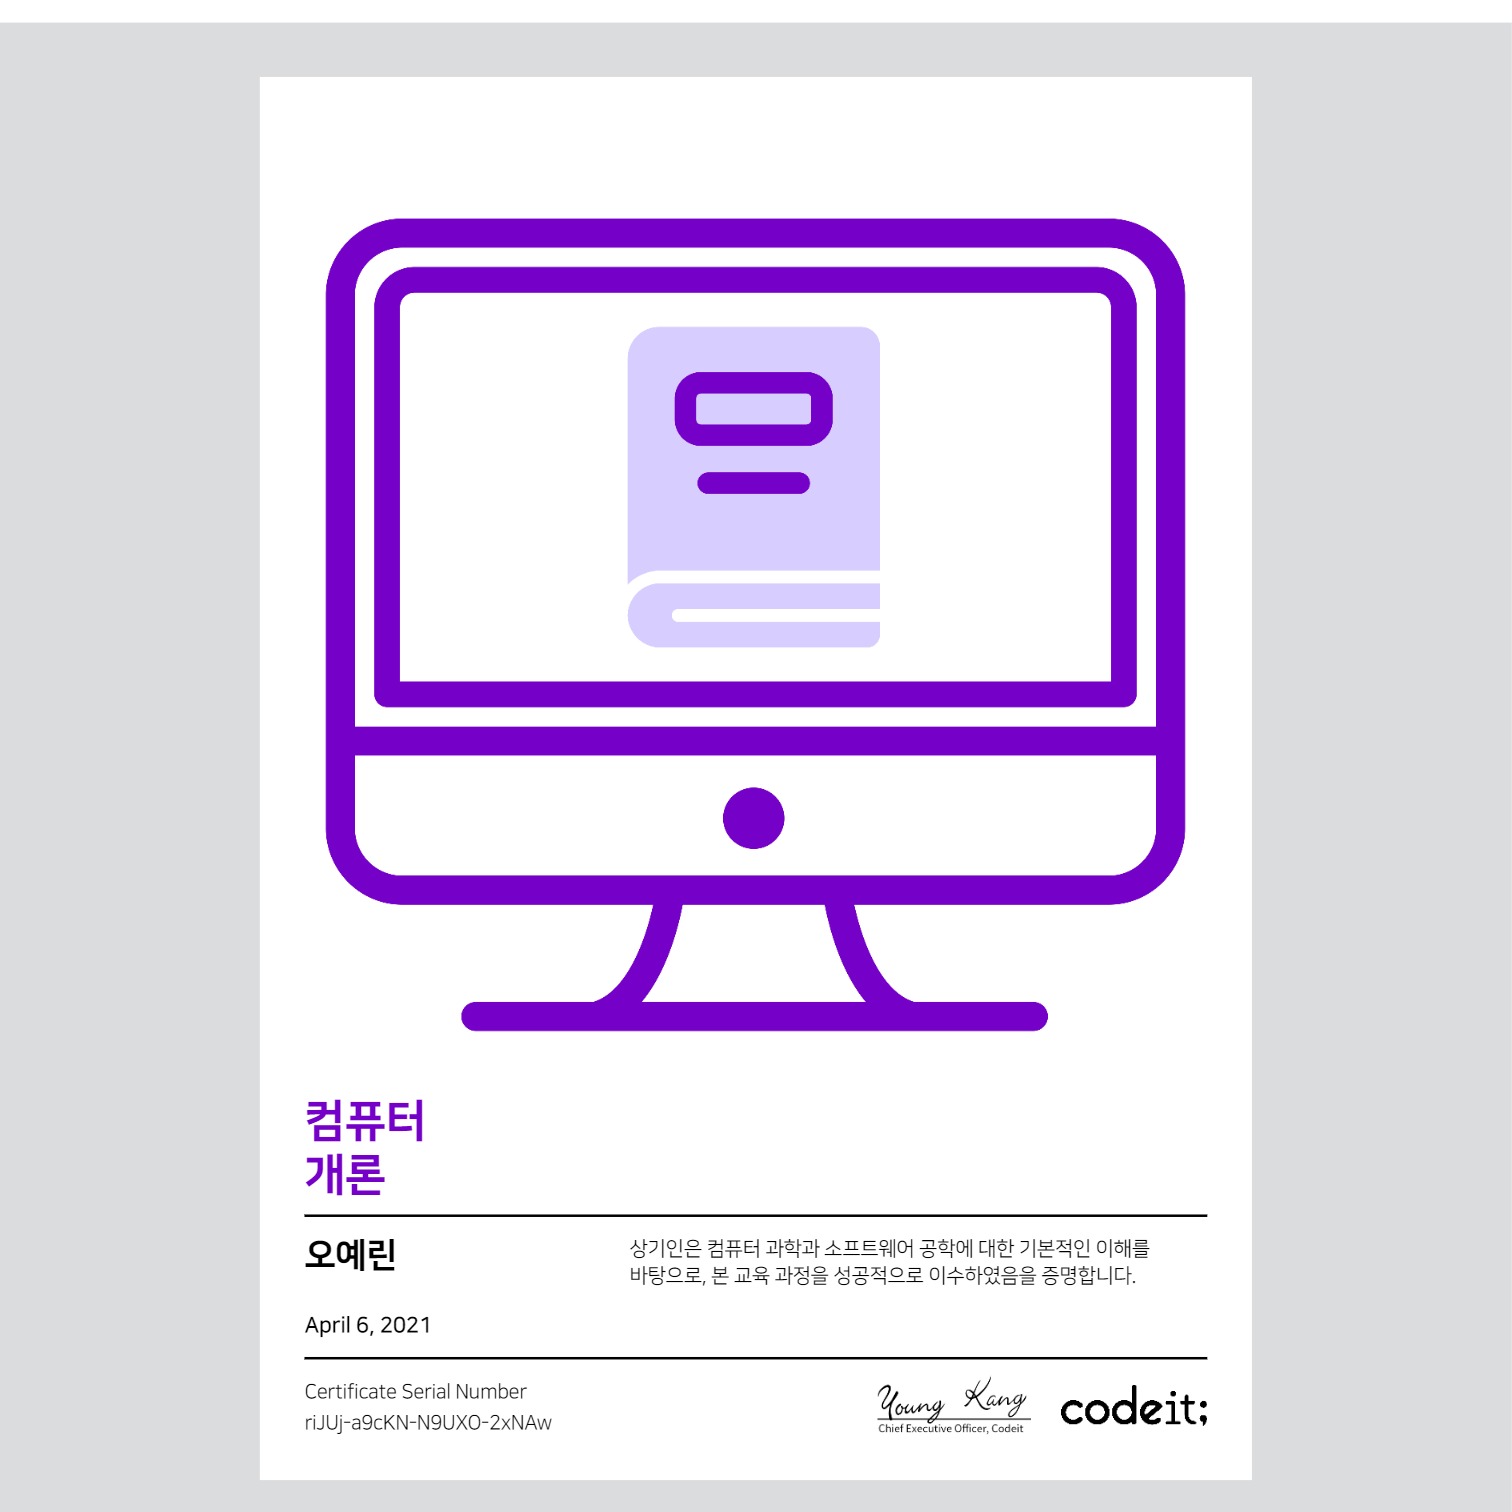 컴퓨터
개론
오예린
상기인은 컴퓨터 과학과 소프트웨어 공학에 대한 기본적인 이해를
바탕으로, 본 교육 과정을 성공적으로 이수하였음을 증명합니다.
April 6, 2021
Certificate Serial Number
riJUj-a9cKN-N9UXO-2xNAw
Young Kang
Chief Executive Officer, Codeit
codeit;